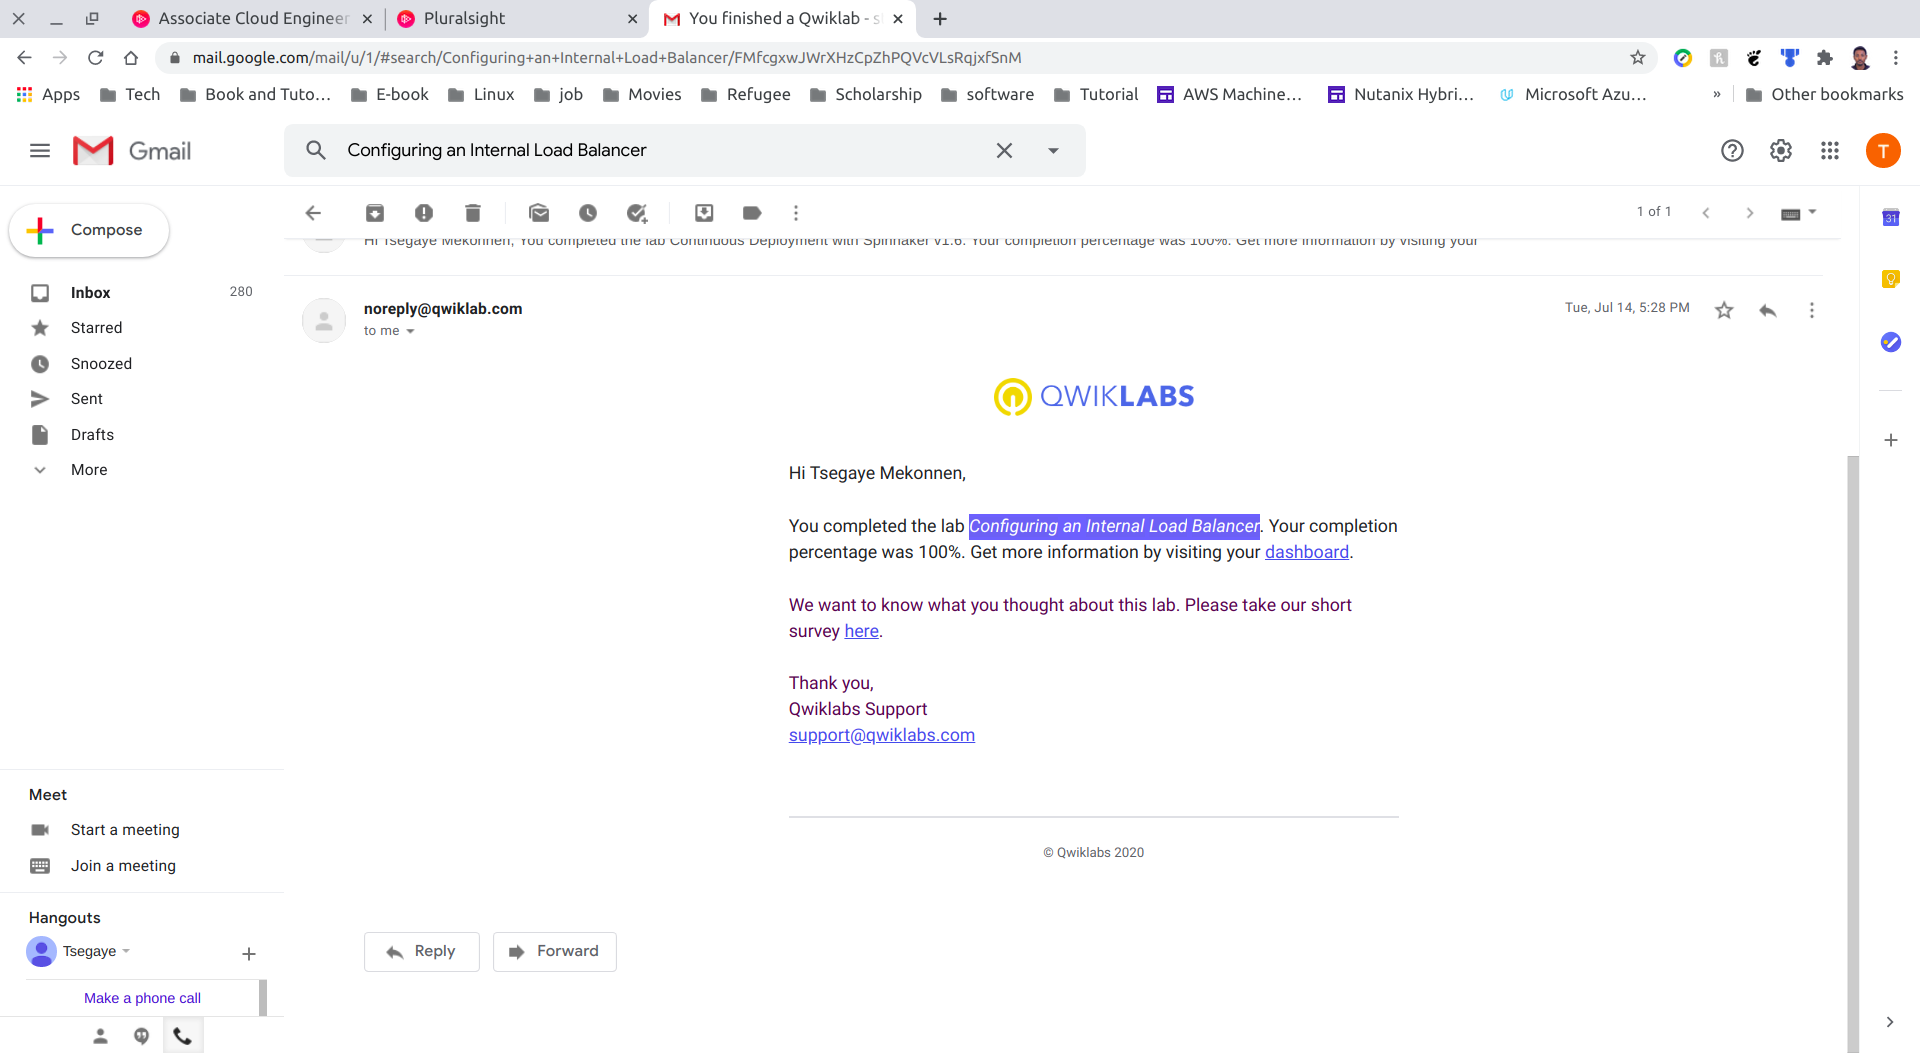 Associate Cloud Engineer
Pluralsight
You finished a Qwiklab - s
mail.google.com/mail/u/1/#search/Configuring+an+Internal+Load+Balancer/FMfcgxwJWrXHzCpZhPQVcVLsRqjxfSnM
Apps Tech Book and Tuto... E-book Linux job Movies Refugee Scholarship software Tutorial AWS Machine... Nutanix Hybri... Microsoft Azu... » Other bookmarks
Gmail
Configuring an Internal Load Balancer
T
Compose
1 of 1
31
Hi Tsegaye Mekonnen, You completed the lab Continuous Deployment with Spinnaker v1.6. Your completion percentage was 100%. Get more information by visiting your
Inbox 280
Starred
Snoozed
Sent
Drafts
More
noreply@qwiklab.com
to me
Tue, Jul 14, 5:28 PM
QWIKLABS
Hi Tsegaye Mekonnen,
You completed the lab Configuring an Internal Load Balancer. Your completion
percentage was 100%. Get more information by visiting your dashboard.
We want to know what you thought about this lab. Please take our short
survey here.
Thank you,
Qwiklabs Support
support@qwiklabs.com
© Qwiklabs 2020
Reply
Forward
Meet
Start a meeting
Join a meeting
Hangouts
Tsegaye
Make a phone call